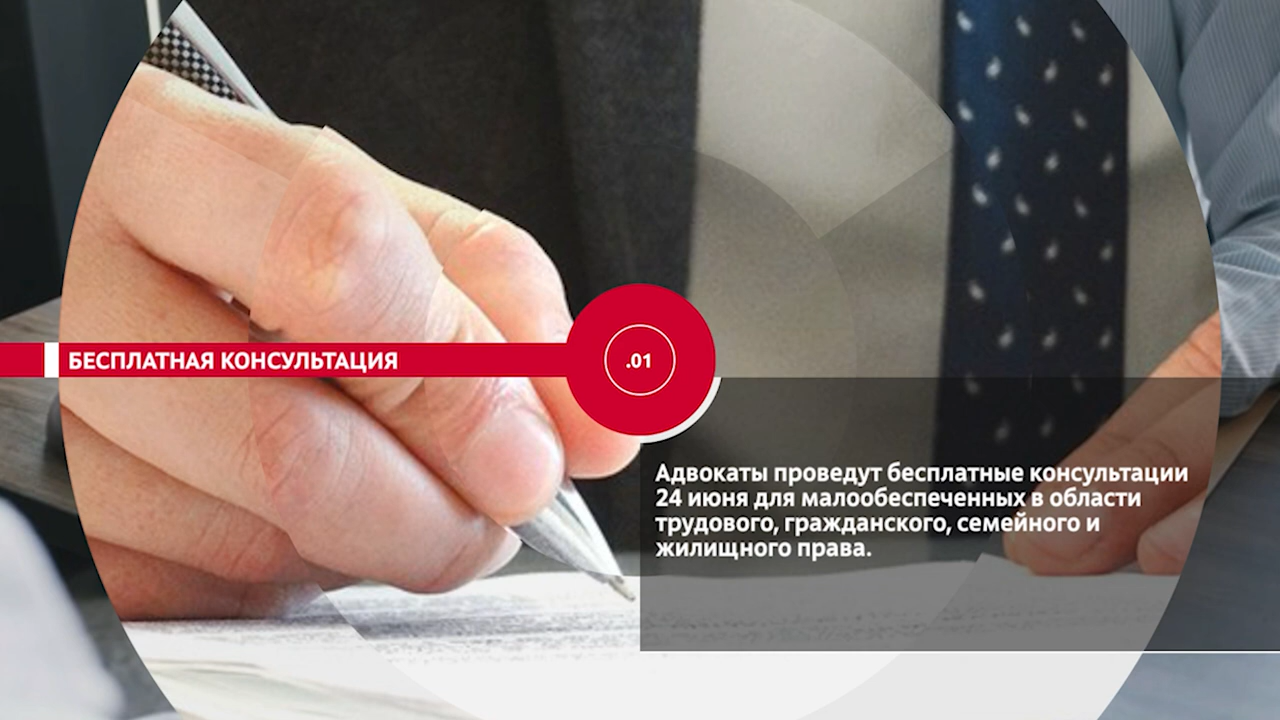 БЕСПЛАТНАЯ КОНСУЛЬТАЦИЯ
.01
Адвокаты проведут бесплатные консультации
24 июня для малообеспеченных в области
трудового, гражданского, семейного и
жилищного права.